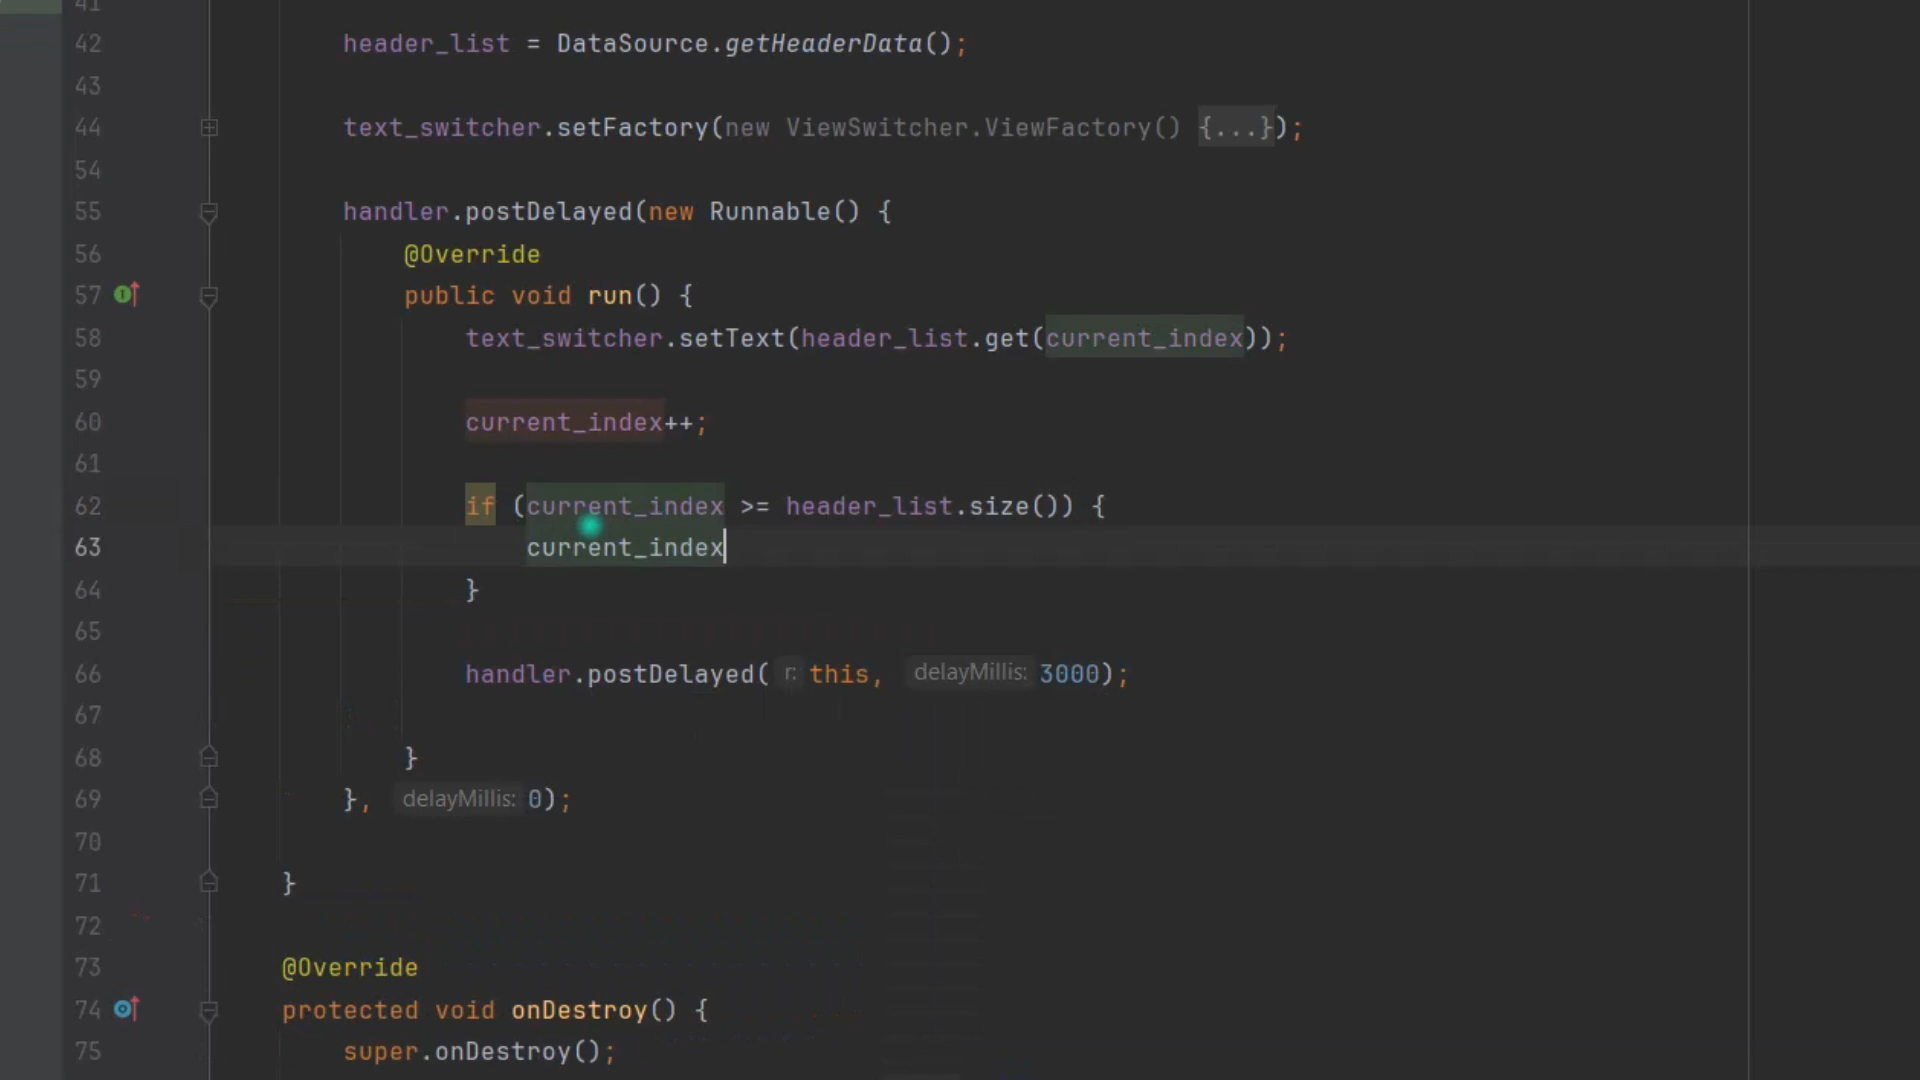 41
42 header_list = DataSource.getHeaderData();
43
44 text_switcher.setFactory(new ViewSwitcher.ViewFactory() {...});
54
55 handler.postDelayed(new Runnable() {
56 @Override
57 public void run() {
58 text_switcher.setText(header_list.get(current_index));
59
60 current_index++;
61
62 if (current_index >= header_list.size()) {
63 current_index
64 }
65
66 handler.postDelayed( r: this, delayMillis: 3000);
67
68 }
69 }, delayMillis: 0);
70
71 }
72
73 @Override
74 protected void onDestroy() {
75 super.onDestroy();